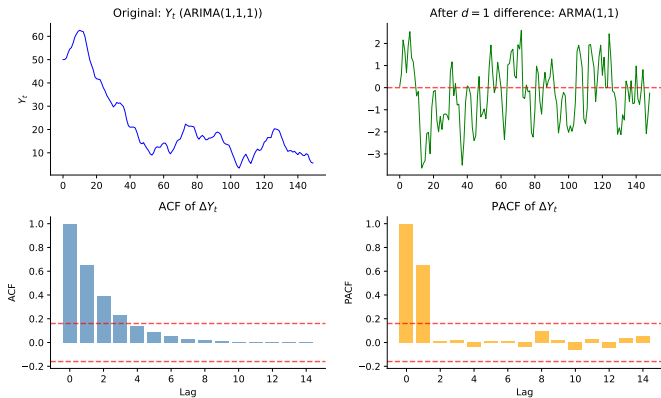 Original: Y_t (ARIMA(1,1,1))
Y_t
60
50
40
30
20
10
0 20 40 60 80 100 120 140
After d = 1 difference: ARMA(1,1)
2
1
0
−1
−2
−3
0 20 40 60 80 100 120 140
ACF of ΔY_t
ACF
1.0
0.8
0.6
0.4
0.2
0.0
−0.2
0 2 4 6 8 10 12 14
Lag
PACF of ΔY_t
PACF
1.0
0.8
0.6
0.4
0.2
0.0
−0.2
0 2 4 6 8 10 12 14
Lag